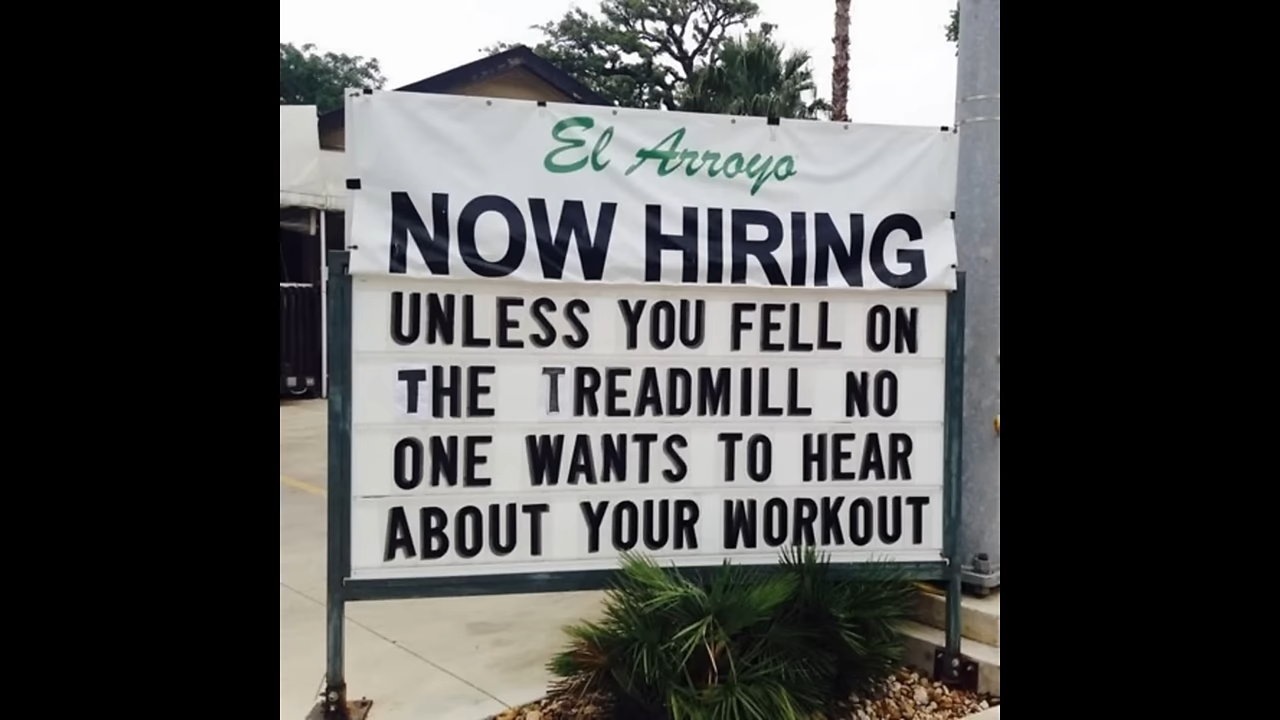 El Arroyo
NOW HIRING
UNLESS YOU FELL ON
THE TREADMILL NO
ONE WANTS TO HEAR
ABOUT YOUR WORKOUT